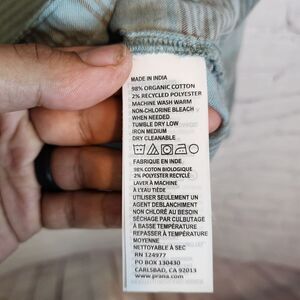 MADE IN INDIA
98% ORGANIC COTTON
2% RECYCLED POLYESTER
MACHINE WASH WARM
NON-CHLORINE BLEACH
WHEN NEEDED
TUMBLE DRY LOW
IRON MEDIUM
DRY CLEANABLE
FABRIQUE EN INDE
98% COTON BIOLOGIQUE
2% POLYESTER RECYCLÉ
LAVER À MACHINE
À L'EAU TIÈDE
UTILISER SEULEMENT UN
AGENT DEBLANCHIMENT
NON CHLORÉ AU BESOIN
SÉCHAGE PAR CULBUTAGE
À BASSE TEMPÉRATURE
REPASSER À TEMPÉRATURE
MOYENNE
NETTOYABLE À SEC
RN 124977
PO BOX 130430
CARLSBAD, CA 92013
www.prana.com